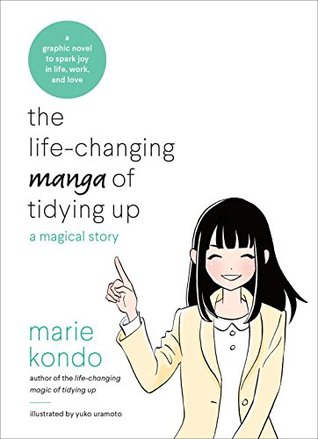 a
graphic novel
to spark joy
in life, work,
and love
the
life-changing
manga of
tidying up
a magical story
marie
kondo
author of the life-changing
magic of tidying up
illustrated by yuko uramoto